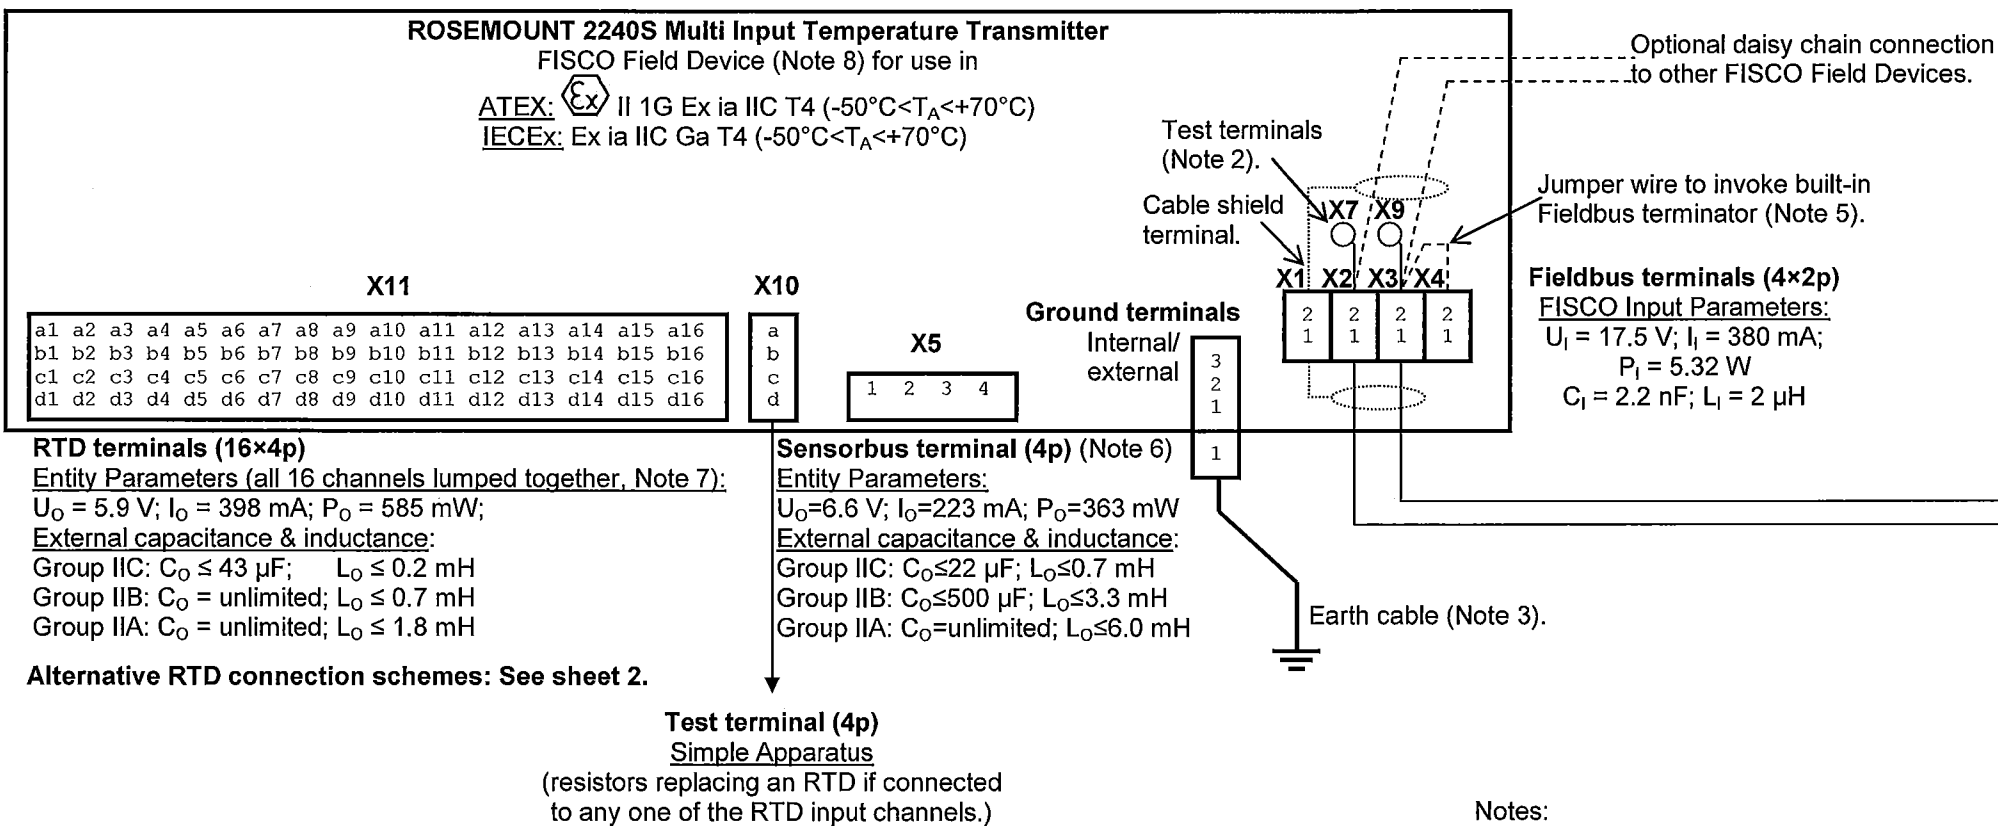 ROSEMOUNT 2240S Multi Input Temperature Transmitter
FISCO Field Device (Note 8) for use in
ATEX: Ex II 1G Ex ia IIC T4 (-50°C<TA<+70°C)
IECEx: Ex ia IIC Ga T4 (-50°C<TA<+70°C)
Optional daisy chain connection
to other FISCO Field Devices.
Test terminals
(Note 2).
Jumper wire to invoke built-in
Fieldbus terminator (Note 5).
Cable shield
terminal.
X7 X9
X1 X2 X3 X4
2 2 2 2
1 1 1 1
Fieldbus terminals (4×2p)
FISCO Input Parameters:
UI = 17.5 V; II = 380 mA;
PI = 5.32 W
CI = 2.2 nF; LI = 2 µH
X11
a1 a2 a3 a4 a5 a6 a7 a8 a9 a10 a11 a12 a13 a14 a15 a16
b1 b2 b3 b4 b5 b6 b7 b8 b9 b10 b11 b12 b13 b14 b15 b16
c1 c2 c3 c4 c5 c6 c7 c8 c9 c10 c11 c12 c13 c14 c15 c16
d1 d2 d3 d4 d5 d6 d7 d8 d9 d10 d11 d12 d13 d14 d15 d16
X10
a
b
c
d
X5
1 2 3 4
Ground terminals
Internal/
external
3
2
1
1
RTD terminals (16×4p)
Entity Parameters (all 16 channels lumped together, Note 7):
UO = 5.9 V; IO = 398 mA; PO = 585 mW;
External capacitance & inductance:
Group IIC: CO ≤ 43 µF; LO ≤ 0.2 mH
Group IIB: CO = unlimited; LO ≤ 0.7 mH
Group IIA: CO = unlimited; LO ≤ 1.8 mH
Alternative RTD connection schemes: See sheet 2.
Sensorbus terminal (4p) (Note 6)
Entity Parameters:
UO=6.6 V; IO=223 mA; PO=363 mW
External capacitance & inductance:
Group IIC: CO≤22 µF; LO≤0.7 mH
Group IIB: CO≤500 µF; LO≤3.3 mH
Group IIA: CO=unlimited; LO≤6.0 mH
Earth cable (Note 3).
Test terminal (4p)
Simple Apparatus
(resistors replacing an RTD if connected
to any one of the RTD input channels.)
Notes: